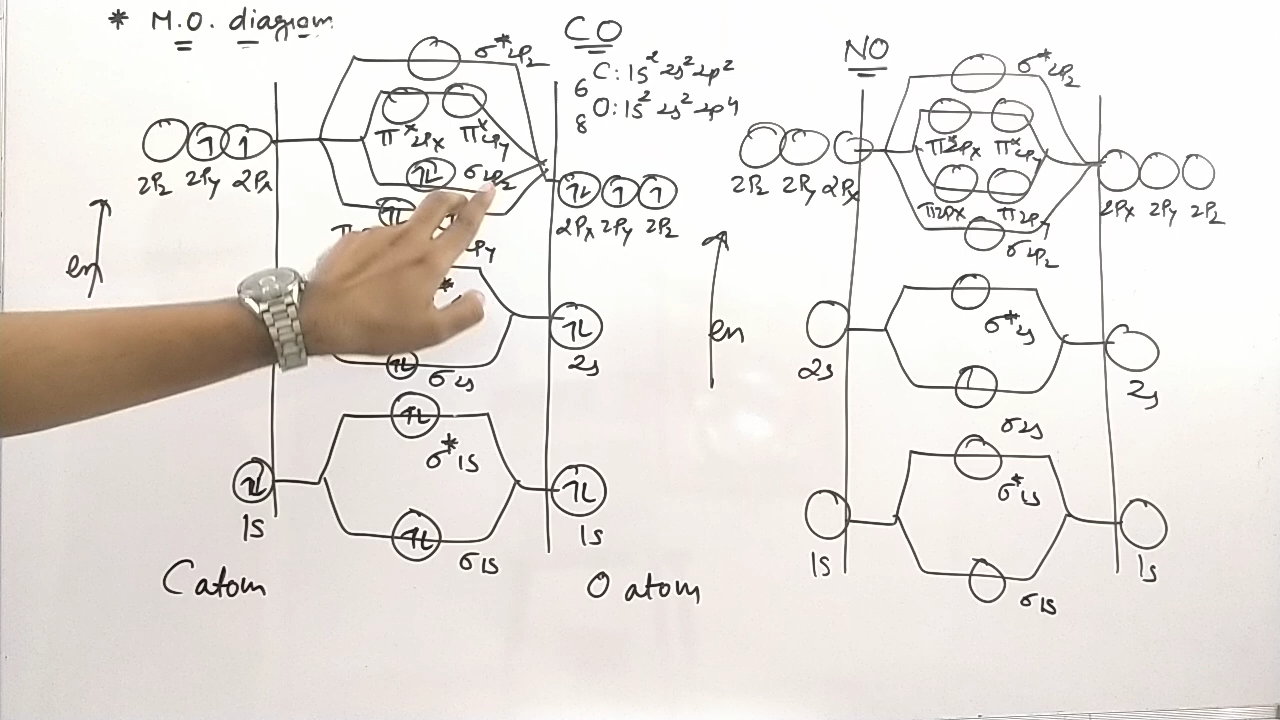 * M.O. diagram
CO
C: 1s² 2s² 2p²
6
O: 1s² 2s² 2p⁴
8
σ*2Pz
π*2Px π*2Py
σ2Pz
2Pz 2Py 2Px
2Px 2Py 2Pz
en
2s
σ2s
σ*1s
1s
1s
σ1s
C atom
O atom
NO
σ*2Pz
π*2Px π*2Py
2Pz 2Py 2Px
2Px 2Py 2Pz
π2Px π2Py
σ2Pz
en
σ*2s
2s
2s
σ2s
σ*1s
1s
1s
σ1s